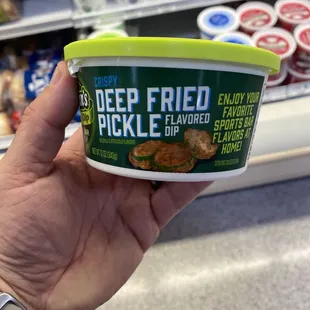 CRISPY
DEEP FRIED
PICKLE FLAVORED
DIP
ENJOY YOUR
FAVORITE
SPORTS BAR
FLAVORS AT
HOME!